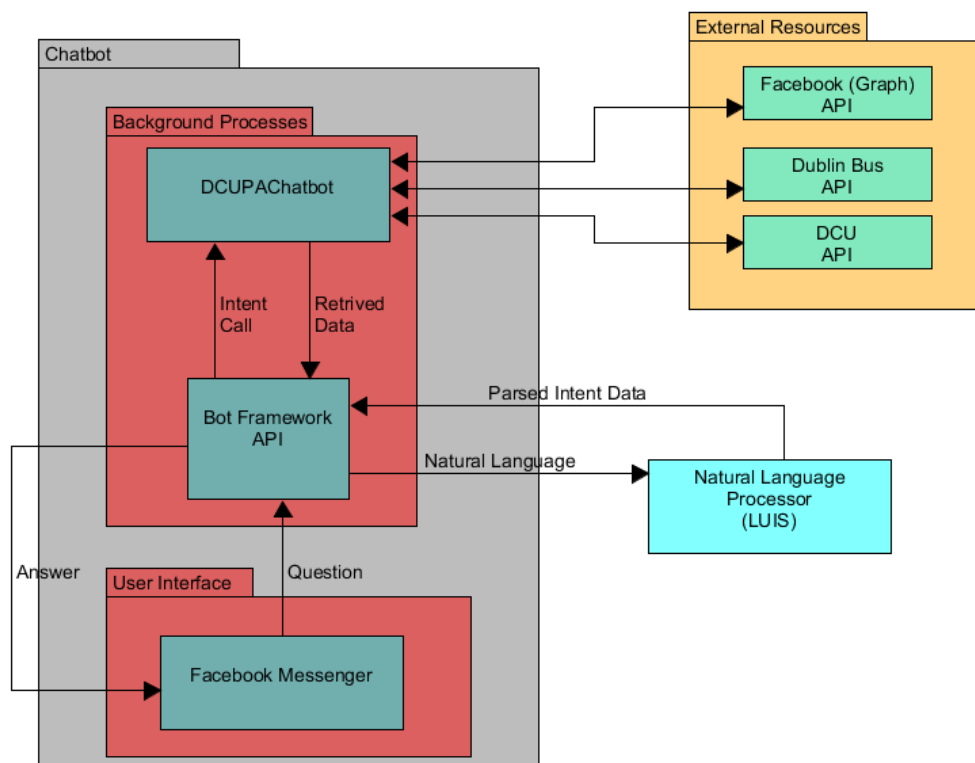 External Resources
Chatbot
Facebook (Graph)
API
Background Processes
DCUPAChatbot
Dublin Bus
API
DCU
API
Intent
Call
Retrived
Data
Parsed Intent Data
Bot Framework
API
Natural Language
Natural Language
Processor
(LUIS)
Answer
Question
User Interface
Facebook Messenger